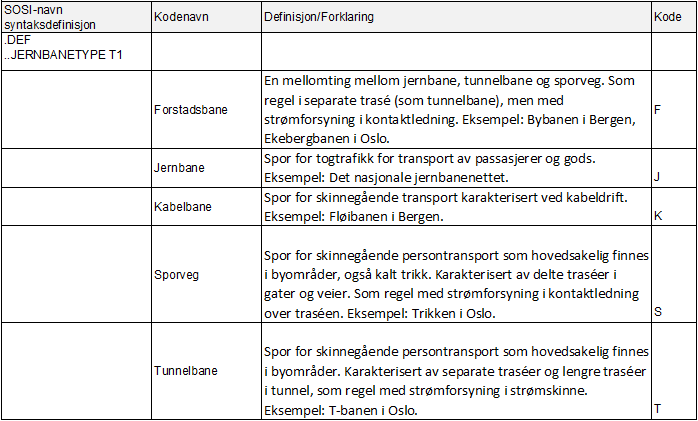 SOSI-navn
syntaksdefinisjon
Kodenavn
Definisjon/Forklaring
Kode
.DEF
..JERNBANETYPE T1
Forstadsbane
En mellomting mellom jernbane, tunnelbane og sporveg. Som
regel i separate trasé (som tunnelbane), men med
strømforsyning i kontaktledning. Eksempel: Bybanen i Bergen,
Ekebergbanen i Oslo.
F
Jernbane
Spor for togtrafikk for transport av passasjerer og gods.
Eksempel: Det nasjonale jernbanenettet.
J
Kabelbane
Spor for skinnegående transport karakterisert ved kabeldrift.
Eksempel: Fløibanen i Bergen.
K
Sporveg
Spor for skinnegående persontransport som hovedsakelig finnes
i byområder, også kalt trikk. Karakterisert av delte traséer i
gater og veier. Som regel med strømforsyning i kontaktledning
over traséen. Eksempel: Trikken i Oslo.
S
Tunnelbane
Spor for skinnegående persontransport som hovedsakelig finnes
i byområder. Karakterisert av separate traséer og lengre traséer
i tunnel, som regel med strømforsyning i strømskinne.
Eksempel: T-banen i Oslo.
T